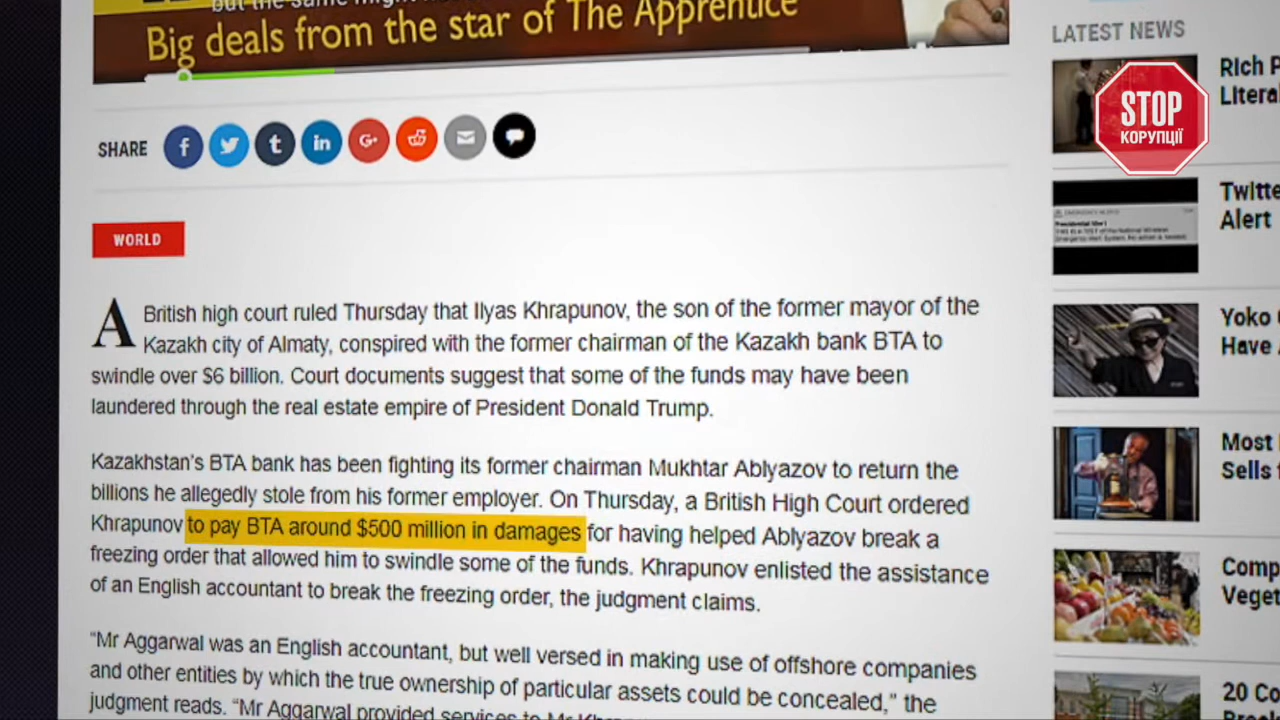 Big deals from the star of The Apprentice
SHARE
WORLD
A British high court ruled Thursday that Ilyas Khrapunov, the son of the former mayor of the
Kazakh city of Almaty, conspired with the former chairman of the Kazakh bank BTA to
swindle over $6 billion. Court documents suggest that some of the funds may have been
laundered through the real estate empire of President Donald Trump.
Kazakhstan's BTA bank has been fighting its former chairman Mukhtar Ablyazov to return the
billions he allegedly stole from his former employer. On Thursday, a British High Court ordered
Khrapunov to pay BTA around $500 million in damages for having helped Ablyazov break a
freezing order that allowed him to swindle some of the funds. Khrapunov enlisted the assistance
of an English accountant to break the freezing order, the judgment claims.
“Mr Aggarwal was an English accountant, but well versed in making use of offshore companies
and other entities by which the true ownership of particular assets could be concealed,” the
judgment reads. “Mr Aggarwal provided services to Mr
LATEST NEWS
STOP
КОРУПЦІЇ
Rich
Alert
Yoko
Have
Most
20